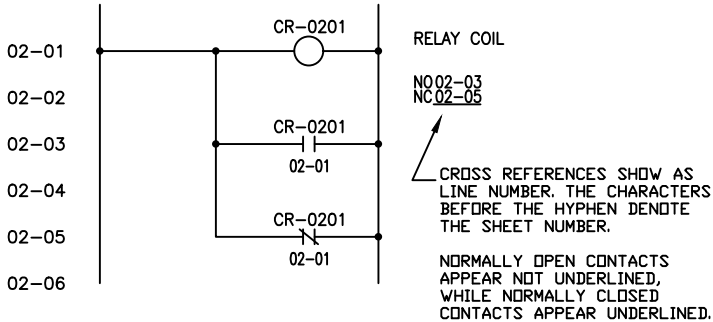 CR-0201
02-01
RELAY COIL
02-02
NO02-03
NC02-05
CR-0201
02-03
02-01
CROSS REFERENCES SHOW AS
LINE NUMBER. THE CHARACTERS
BEFORE THE HYPHEN DENOTE
THE SHEET NUMBER.
02-04
CR-0201
02-05
02-01
NORMALLY OPEN CONTACTS
APPEAR NOT UNDERLINED,
WHILE NORMALLY CLOSED
CONTACTS APPEAR UNDERLINED.
02-06